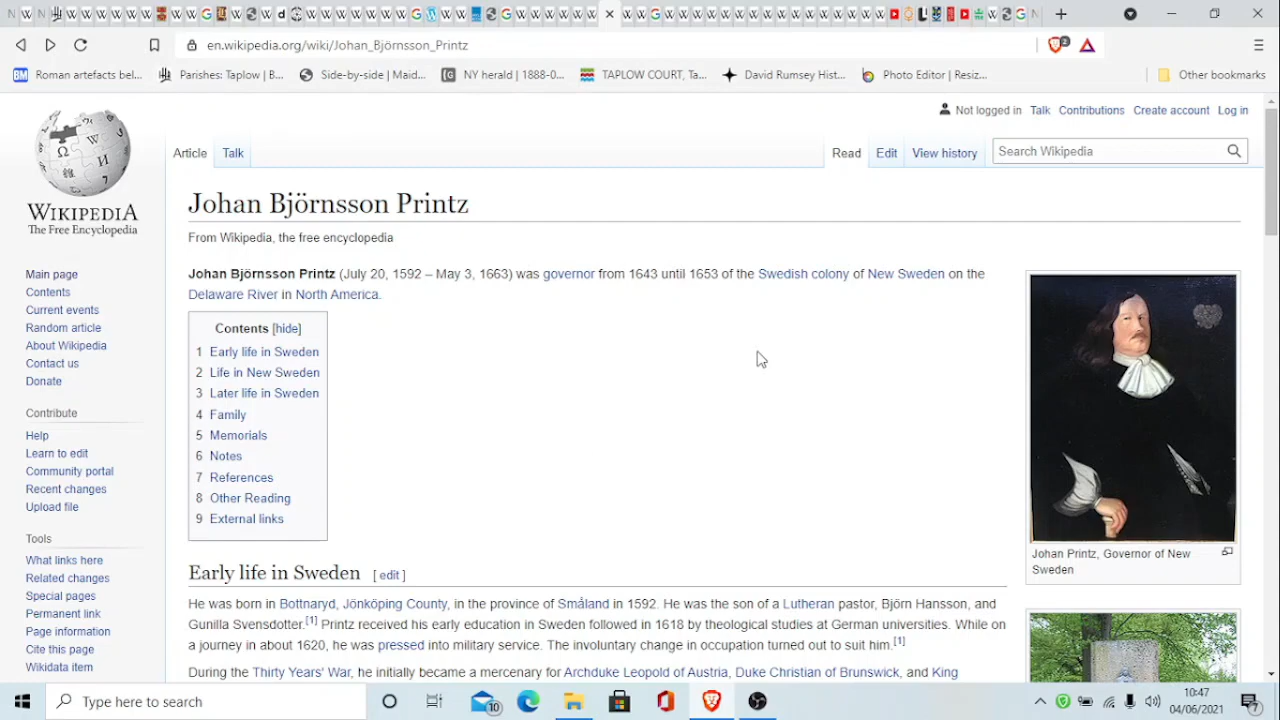 en.wikipedia.org/wiki/Johan_Björnsson_Printz
2
BM Roman artefacts bel...
Parishes: Taplow | B...
Side-by-side | Maid...
NY herald | 1888-0...
TAPLOW COURT, Ta...
David Rumsey Hist...
Photo Editor | Resiz...
Other bookmarks
Not logged in Talk Contributions Create account Log in
Article Talk
Read Edit View history
Search Wikipedia
WIKIPEDIA
The Free Encyclopedia
Main page
Contents
Current events
Random article
About Wikipedia
Contact us
Donate
Contribute
Help
Learn to edit
Community portal
Recent changes
Upload file
Tools
What links here
Related changes
Special pages
Permanent link
Page information
Cite this page
Wikidata item
Johan Björnsson Printz
From Wikipedia, the free encyclopedia
Johan Björnsson Printz (July 20, 1592 – May 3, 1663) was governor from 1643 until 1653 of the Swedish colony of New Sweden on the
Delaware River in North America.
Contents [hide]
1 Early life in Sweden
2 Life in New Sweden
3 Later life in Sweden
4 Family
5 Memorials
6 Notes
7 References
8 Other Reading
9 External links
Early life in Sweden [ edit ]
He was born in Bottnaryd, Jönköping County, in the province of Småland in 1592. He was the son of a Lutheran pastor, Björn Hansson, and
Gunilla Svensdotter.[1] Printz received his early education in Sweden followed in 1618 by theological studies at German universities. While on
a journey in about 1620, he was pressed into military service. The involuntary change in occupation turned out to suit him.[1]
During the Thirty Years' War, he initially became a mercenary for Archduke Leopold of Austria, Duke Christian of Brunswick, and King
Johan Printz, Governor of New
Sweden
Type here to search
10
10:47
04/06/2021
7